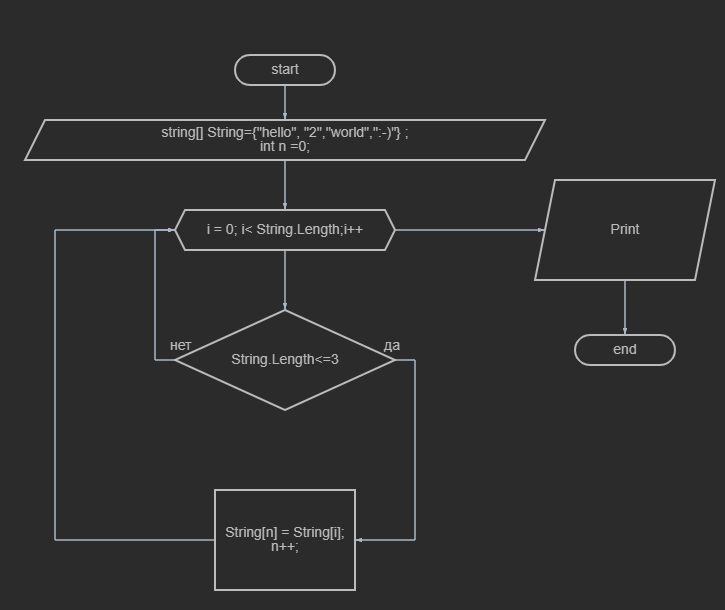 start
string[] String={"hello", "2","world",":-)"} ;
int n =0;
i = 0; i< String.Length;i++
Print
нет
да
String.Length<=3
end
String[n] = String[i];
n++;